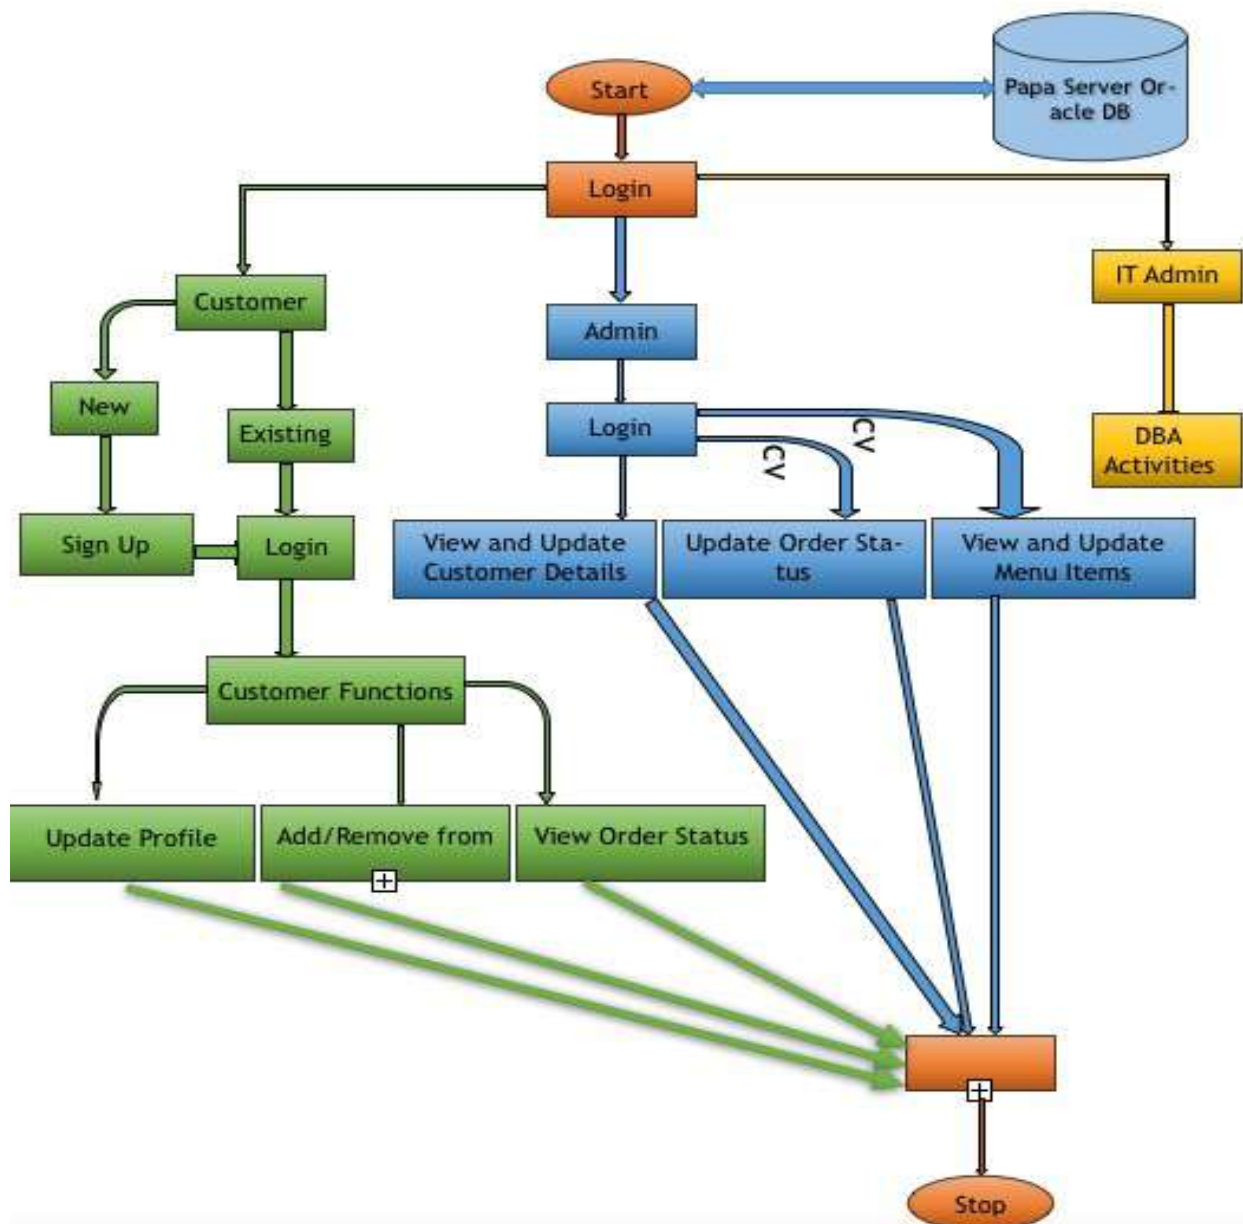 Start
Papa Server Or-
acle DB
Login
Customer
IT Admin
Admin
New
Existing
Login
CV
CV
DBA
Activities
Sign Up
Login
View and Update
Customer Details
Update Order Sta-
tus
View and Update
Menu Items
Customer Functions
Update Profile
Add/Remove from
View Order Status
Stop